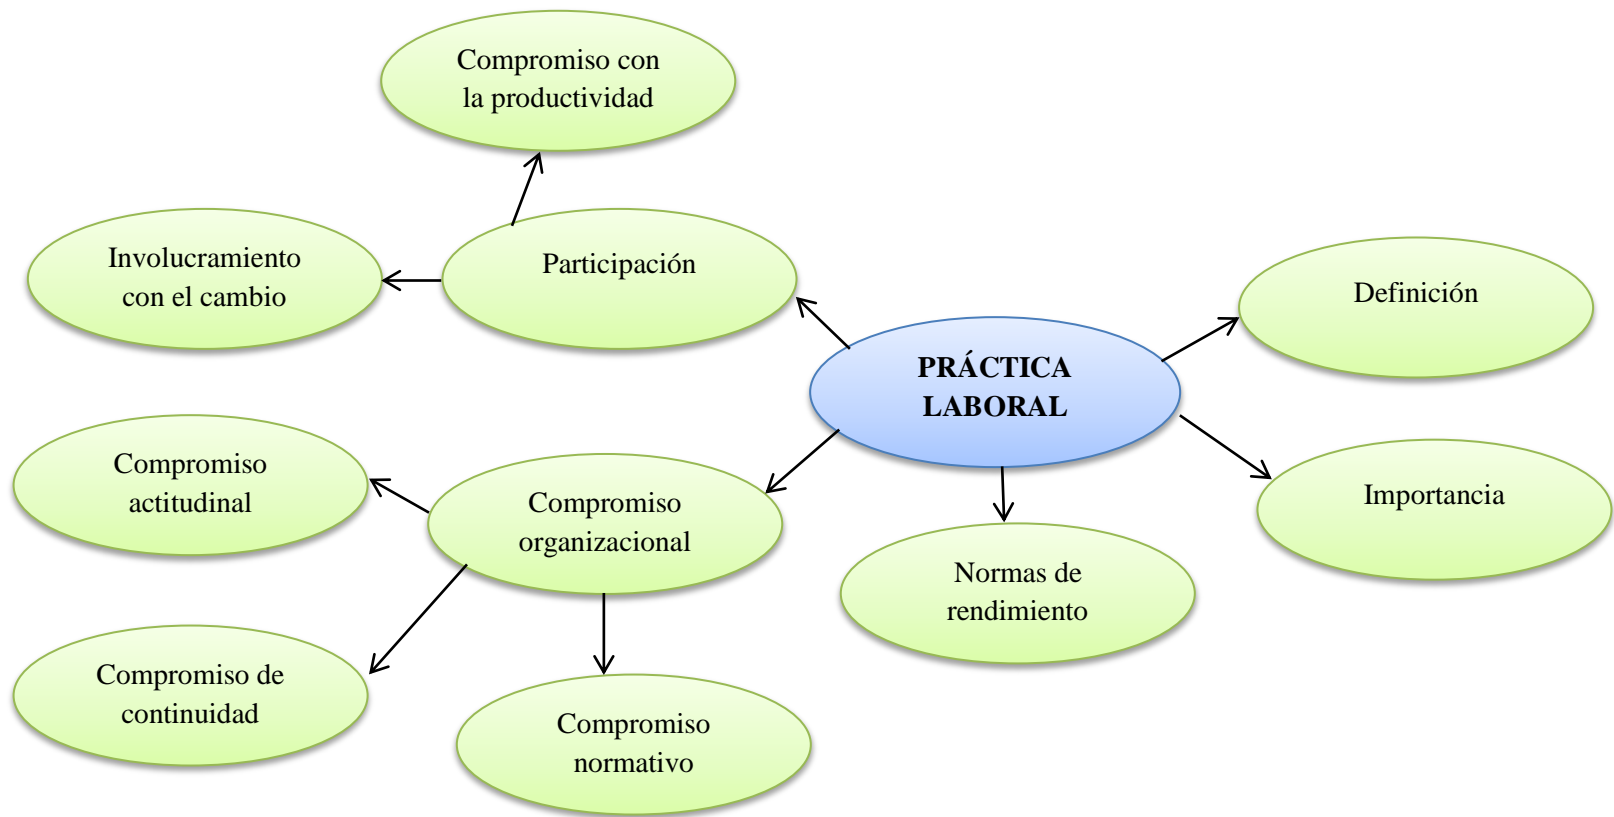 Compromiso con
la productividad
Involucramiento
con el cambio
Participación
Definición
PRÁCTICA
LABORAL
Compromiso
actitudinal
Compromiso
organizacional
Importancia
Normas de
rendimiento
Compromiso de
continuidad
Compromiso
normativo